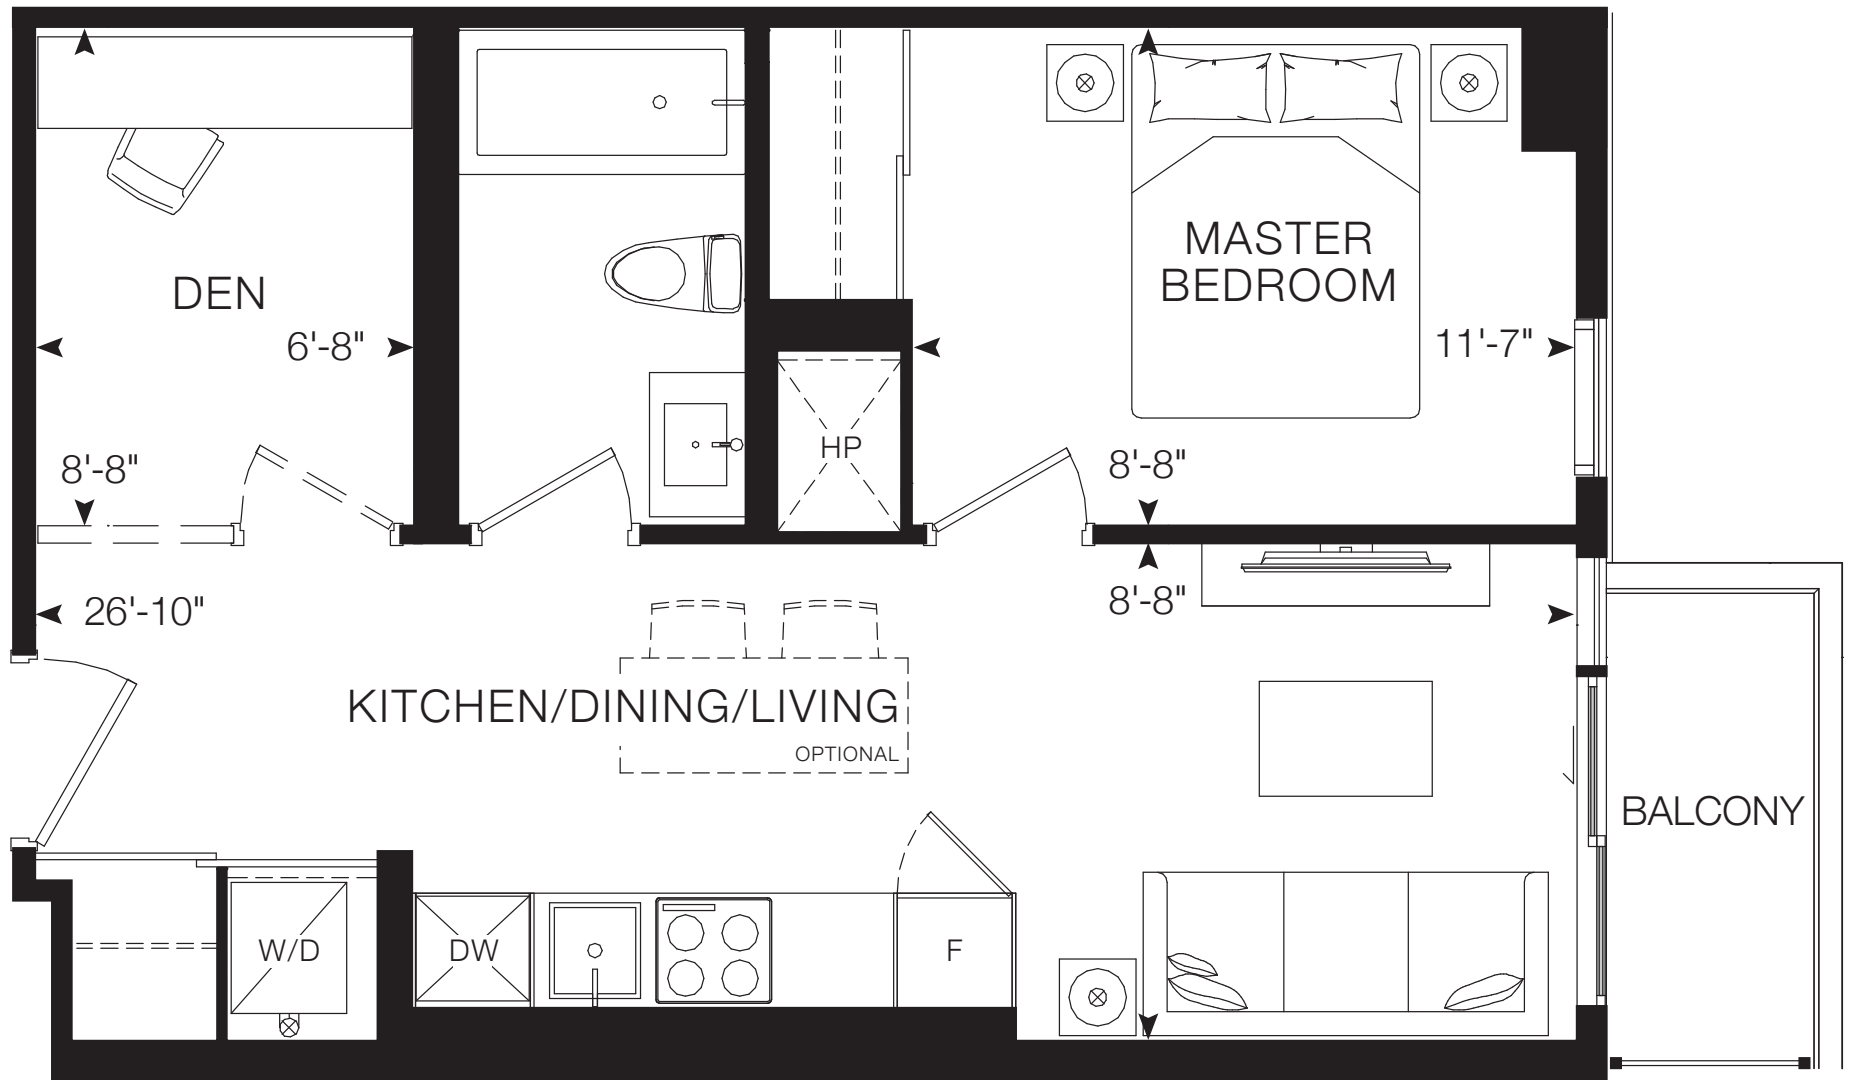 DEN
6'-8"
8'-8"
HP
MASTER
BEDROOM
11'-7"
8'-8"
26'-10"
8'-8"
KITCHEN/DINING/LIVING
OPTIONAL
BALCONY
W/D
DW
F